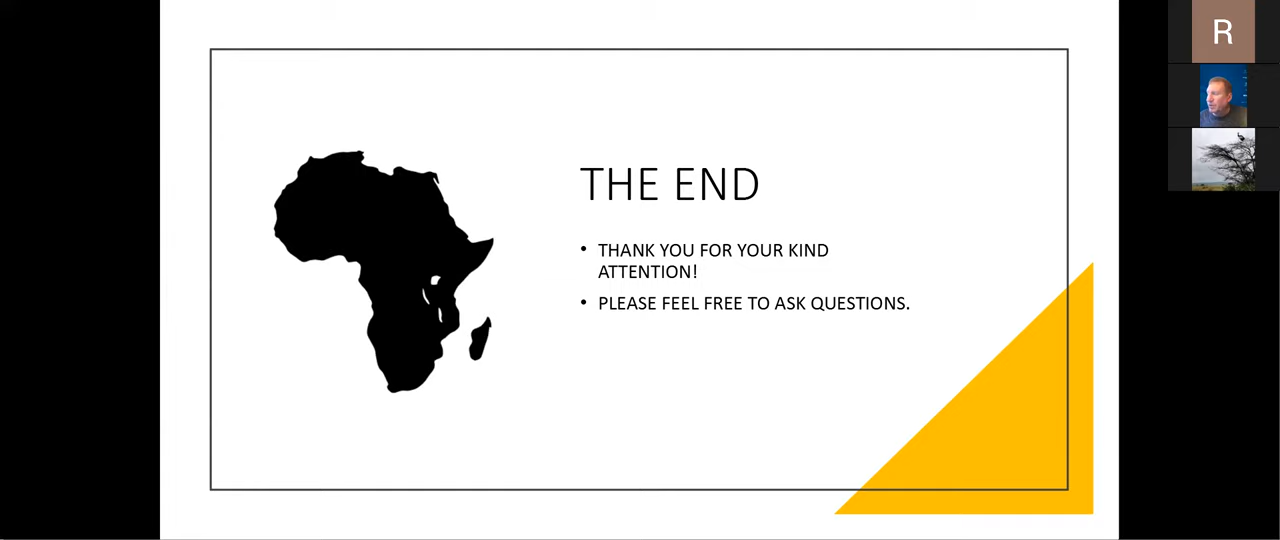 THE END
• THANK YOU FOR YOUR KIND
ATTENTION!
• PLEASE FEEL FREE TO ASK QUESTIONS.
R